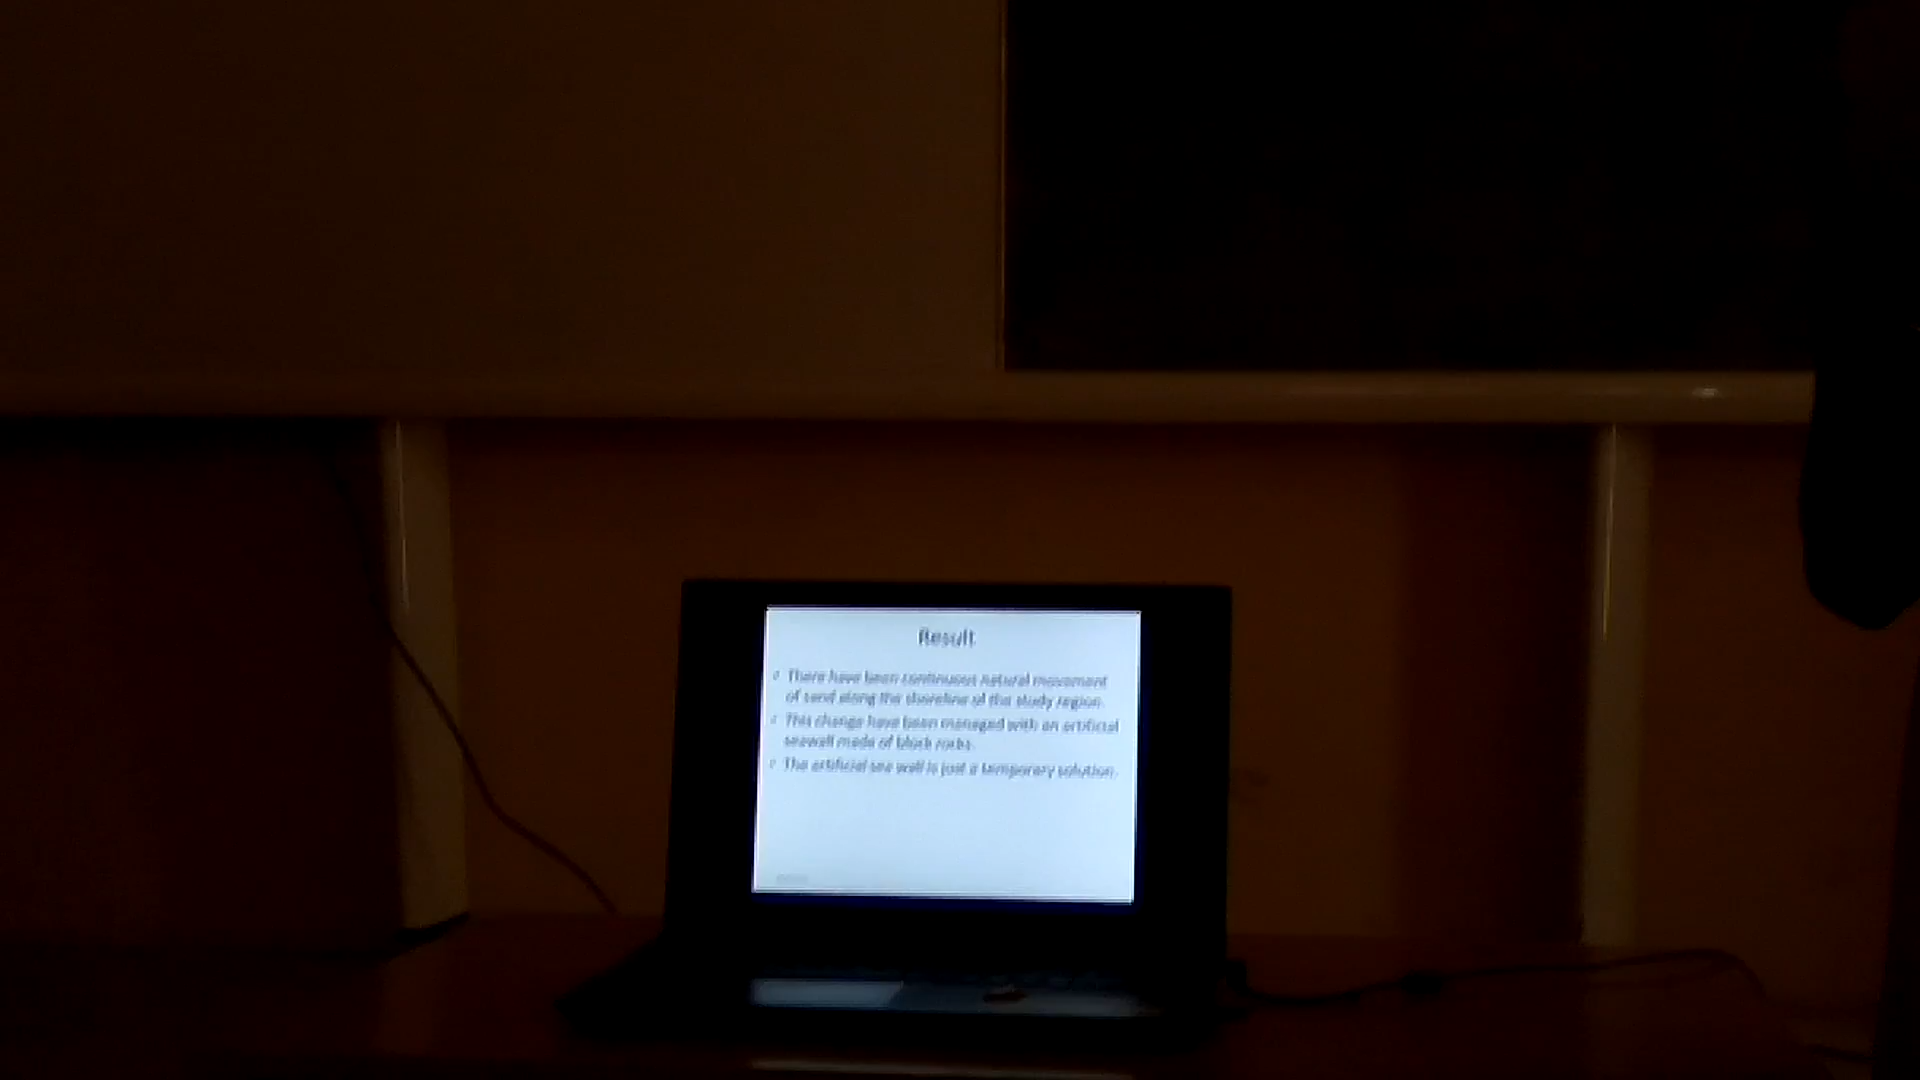 Result
There have been continuous natural movement
of sand along the shoreline of the study region.
This change have been managed with an artificial
seawall made of block rocks.
The artificial sea wall is just a temporary solution.